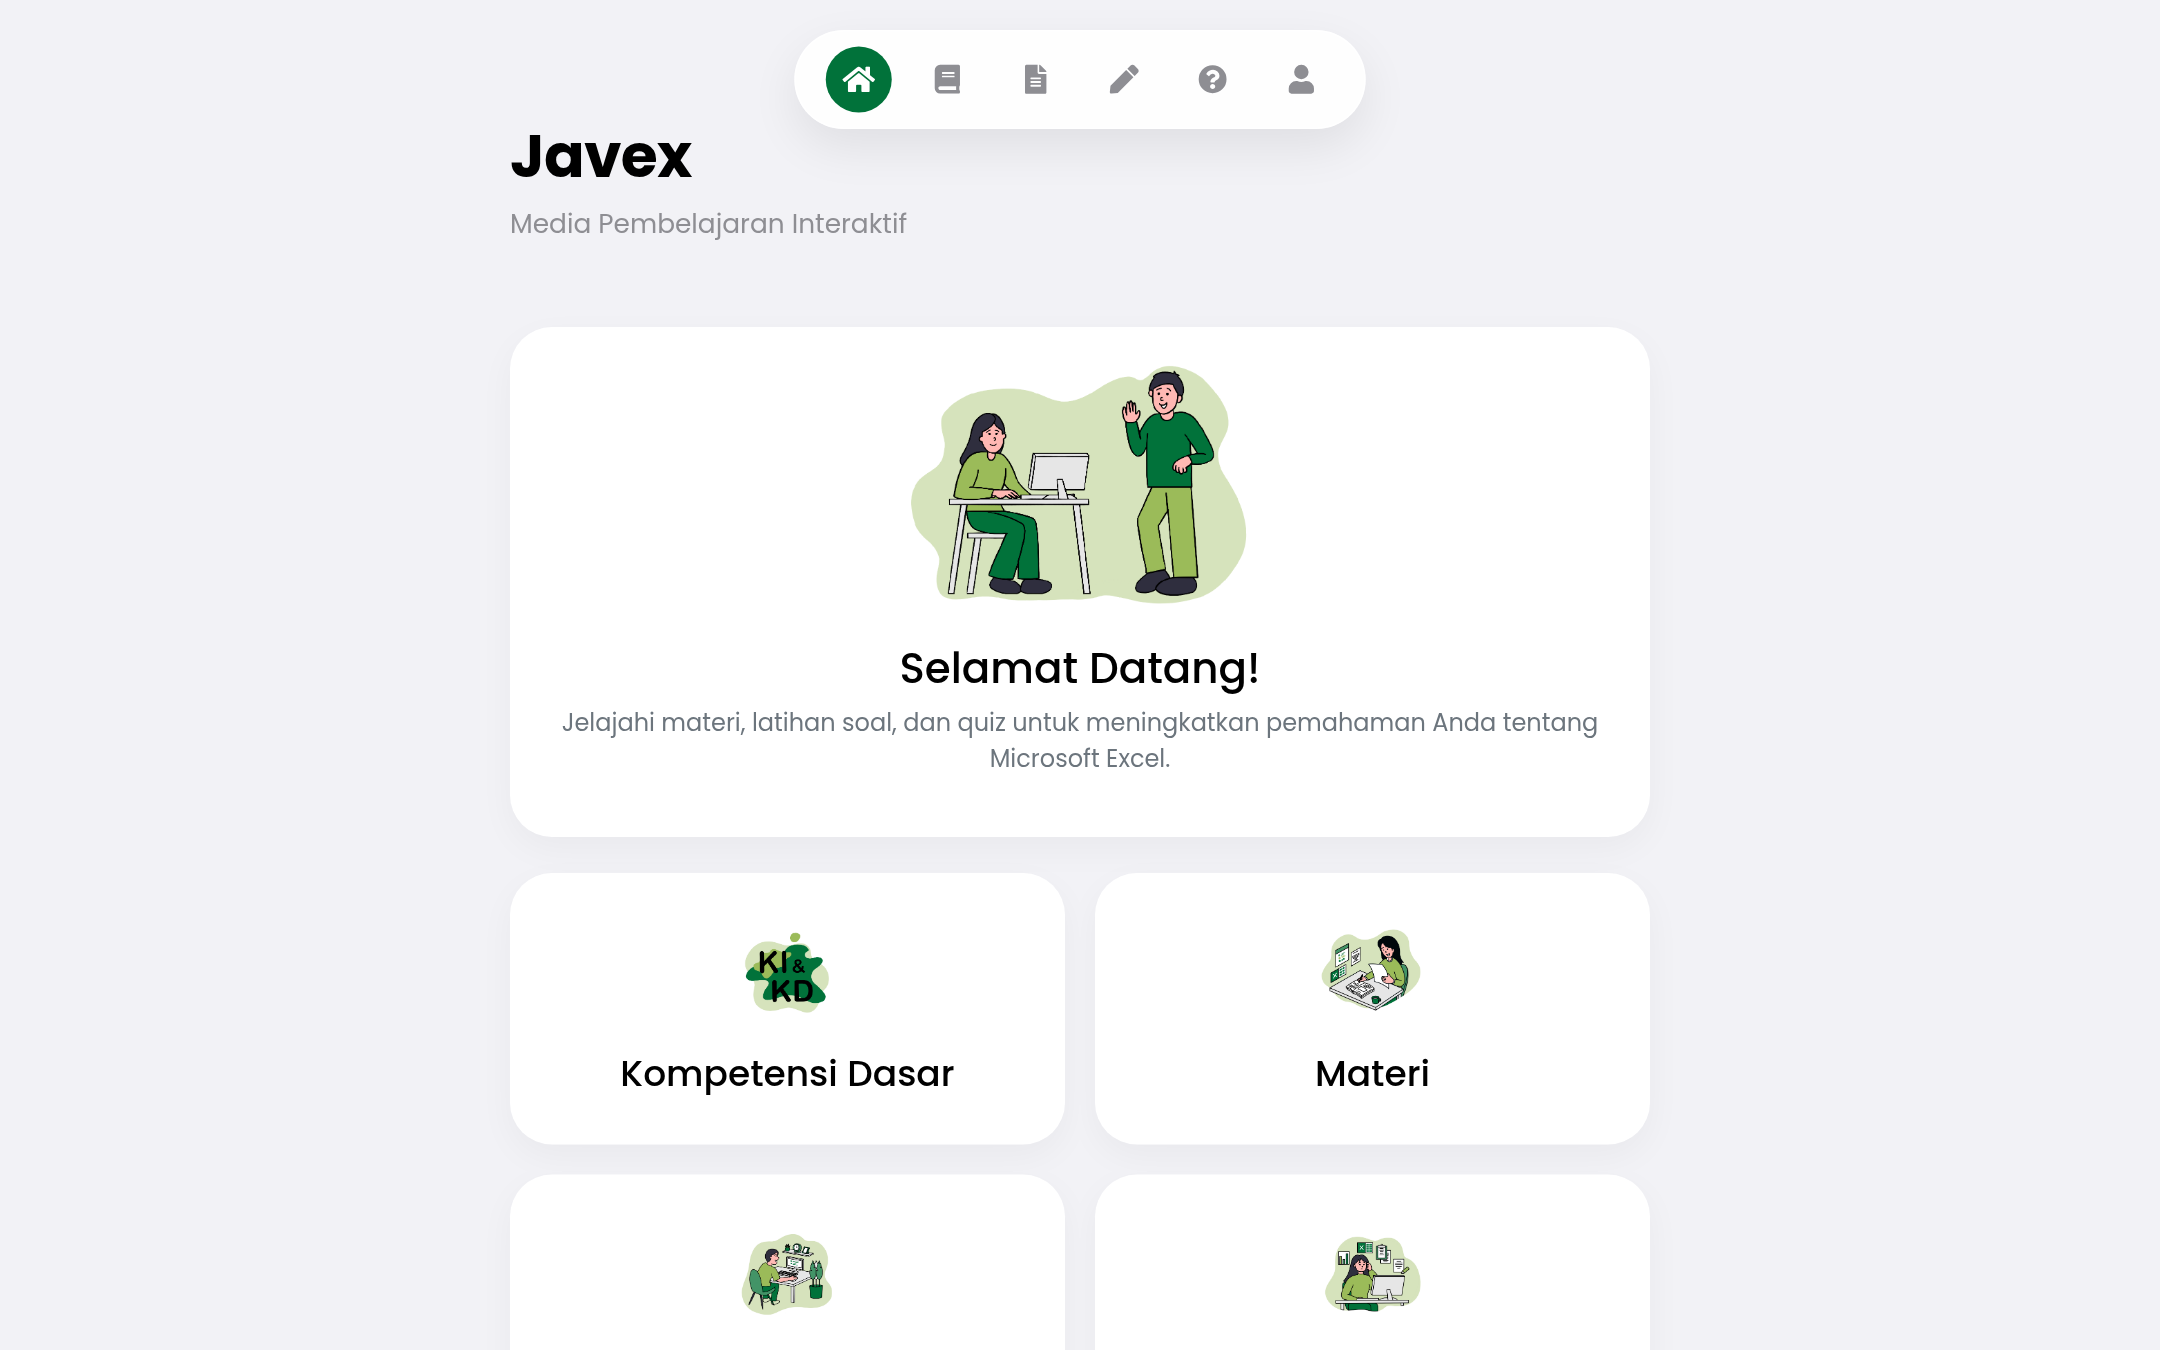 Javex
Media Pembelajaran Interaktif
Selamat Datang!
Jelajahi materi, latihan soal, dan quiz untuk meningkatkan pemahaman Anda tentang
Microsoft Excel.
KI &
KD
Kompetensi Dasar
Materi